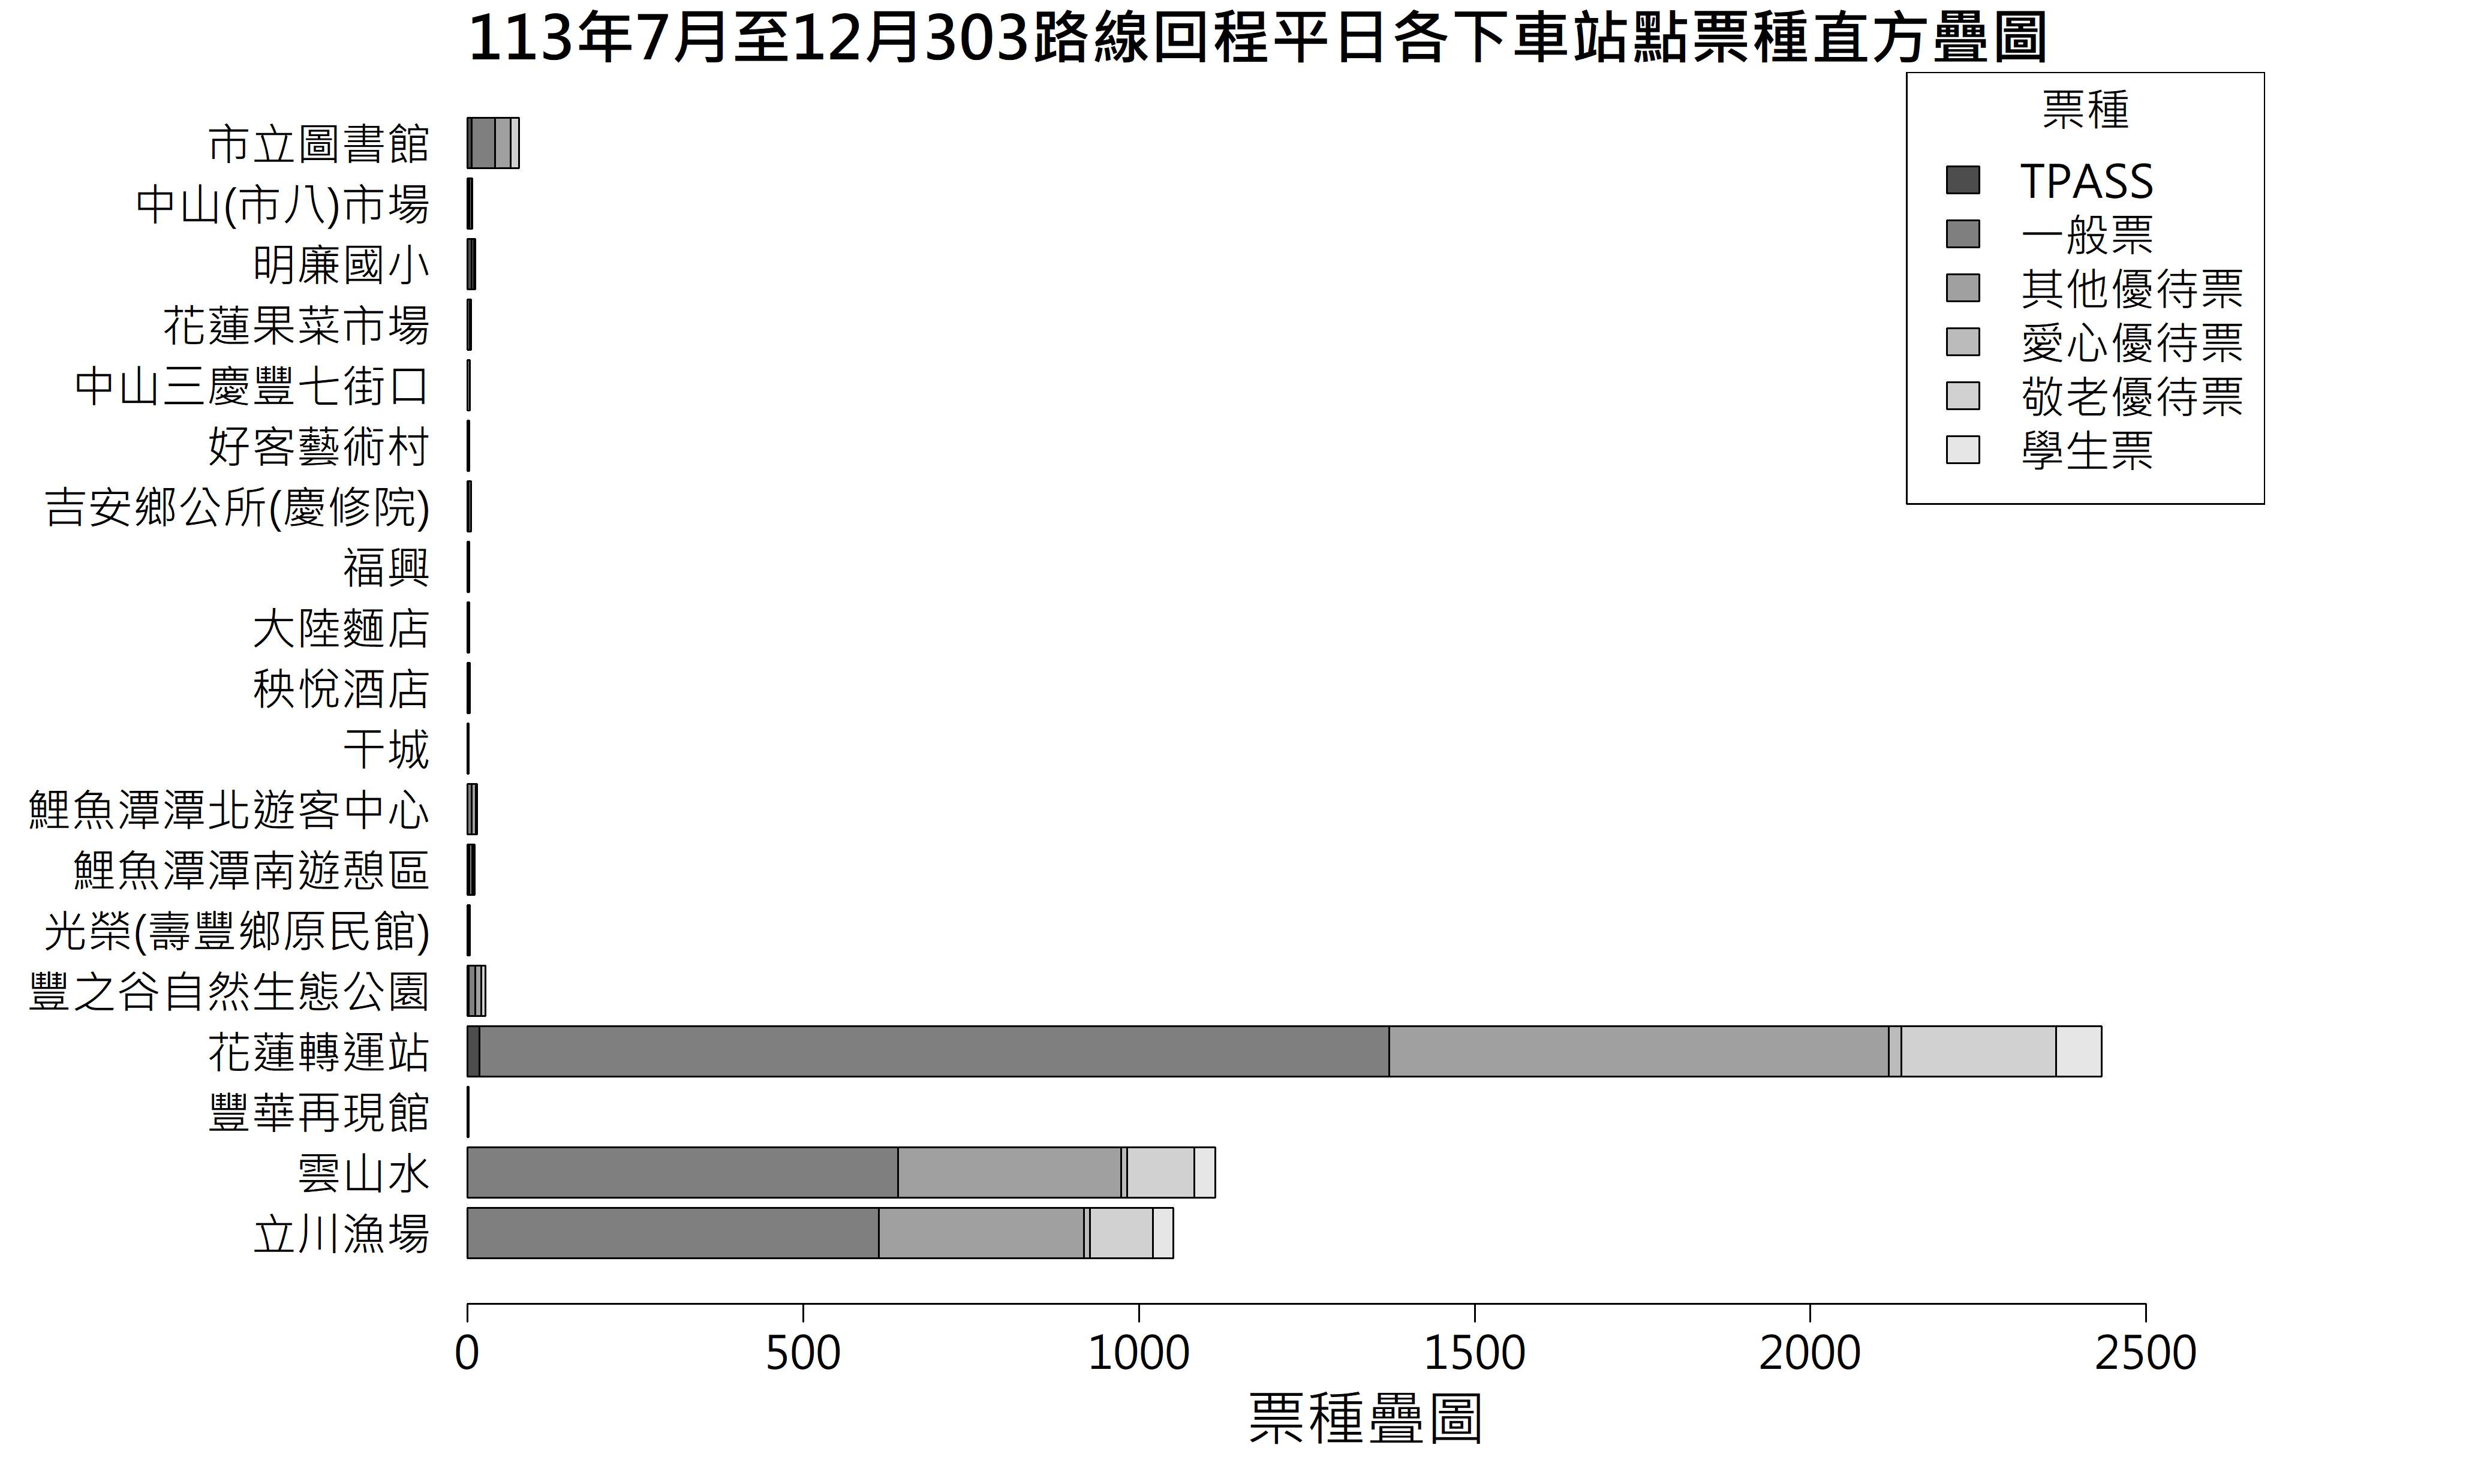 113年7月至12月303路線回程平日各下車站點票種直方疊圖
票種
TPASS
一般票
其他優待票
愛心優待票
敬老優待票
學生票
市立圖書館
中山(市八)市場
明廉國小
花蓮果菜市場
中山三慶豐七街口
好客藝術村
吉安鄉公所(慶修院)
福興
大陸麵店
秧悅酒店
干城
鯉魚潭潭北遊客中心
鯉魚潭潭南遊憩區
光榮(壽豐鄉原民館)
豐之谷自然生態公園
花蓮轉運站
豐華再現館
雲山水
立川漁場
0 500 1000 1500 2000 2500
票種疊圖